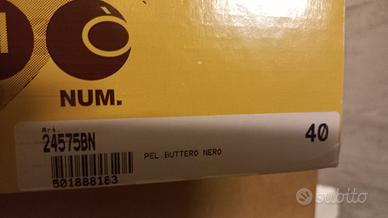 È
NUM.
Art.
24575BN
PEL.BUTTERO NERO
40
501888183
subito